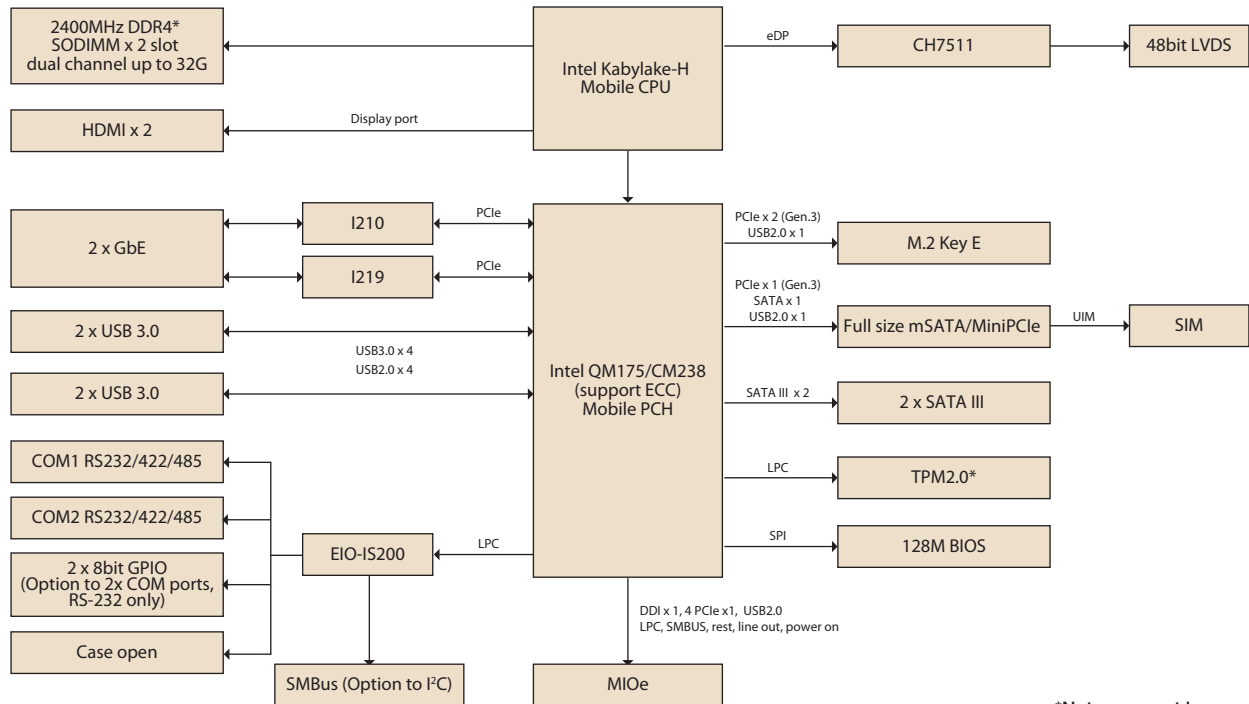 2400MHz DDR4*
SODIMM x 2 slot
dual channel up to 32G
HDMI x 2
Display port
Intel Kabylake-H
Mobile CPU
eDP
CH7511
48bit LVDS
2 x GbE
I210
PCIe
I219
PCIe
2 x USB 3.0
USB3.0 x 4
USB2.0 x 4
2 x USB 3.0
Intel QM175/CM238
(support ECC)
Mobile PCH
PCIe x 2 (Gen.3)
USB2.0 x 1
M.2 Key E
PCIe x 1 (Gen.3)
SATA x 1
USB2.0 x 1
Full size mSATA/MiniPCIe
UIM
SIM
SATA III x 2
2 x SATA III
LPC
TPM2.0*
SPI
128M BIOS
COM1 RS232/422/485
COM2 RS232/422/485
2 x 8bit GPIO
(Option to 2x COM ports,
RS-232 only)
Case open
EIO-IS200
LPC
SMBus (Option to I²C)
DDI x 1, 4 PCIe x1, USB2.0
LPC, SMBUS, rest, line out, power on
MIOe